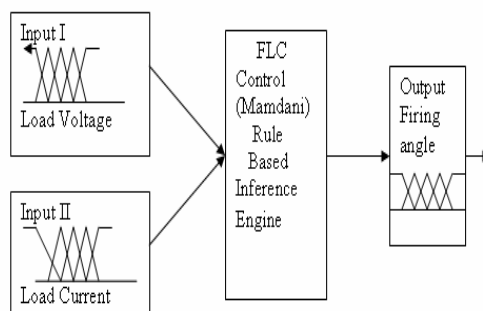 Input I
Load Voltage
Input II
Load Current
FLC
Control
(Mamdani)
Rule
Based
Inference
Engine
Output
Firing
angle